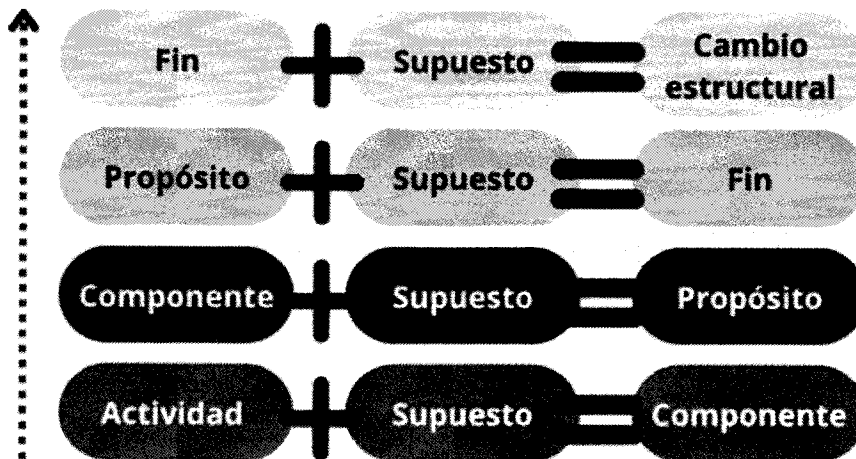 Fin + Supuesto = Cambio estructural
Propósito + Supuesto = Fin
Componente + Supuesto = Propósito
Actividad + Supuesto = Componente